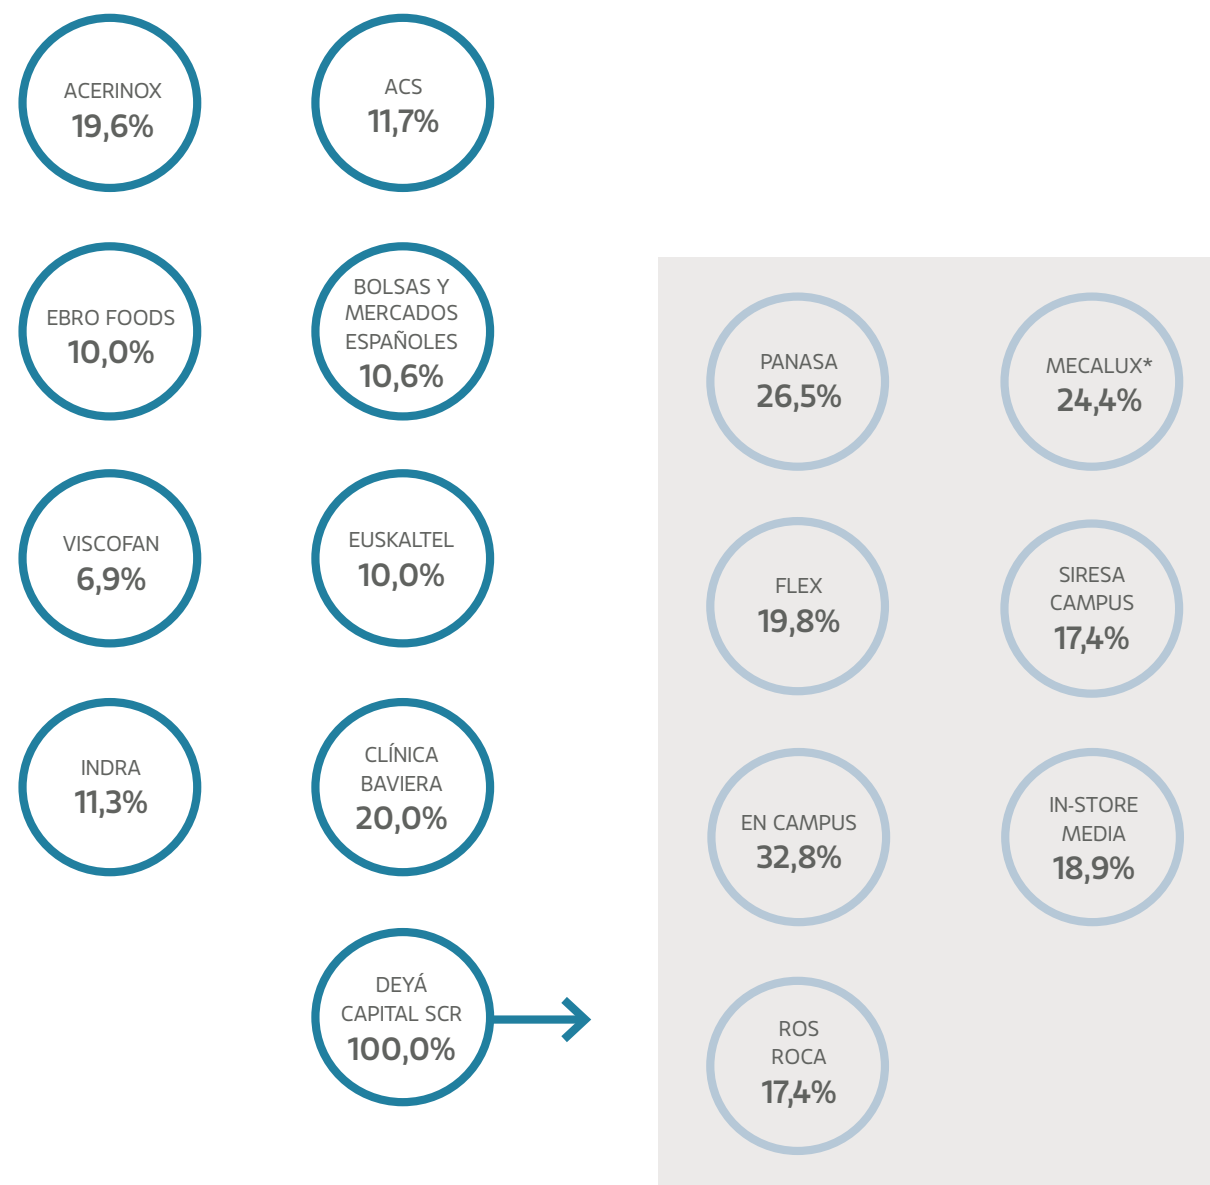 ACERINOX
19,6%
ACS
11,7%
EBRO FOODS
10,0%
BOLSAS Y
MERCADOS
ESPAÑOLES
10,6%
VISCOFAN
6,9%
EUSKALTEL
10,0%
INDRA
11,3%
CLÍNICA
BAVIERA
20,0%
DEYÁ
CAPITAL SCR
100,0%
PANASA
26,5%
MECALUX*
24,4%
FLEX
19,8%
SIRESA
CAMPUS
17,4%
EN CAMPUS
32,8%
IN-STORE
MEDIA
18,9%
ROS
ROCA
17,4%